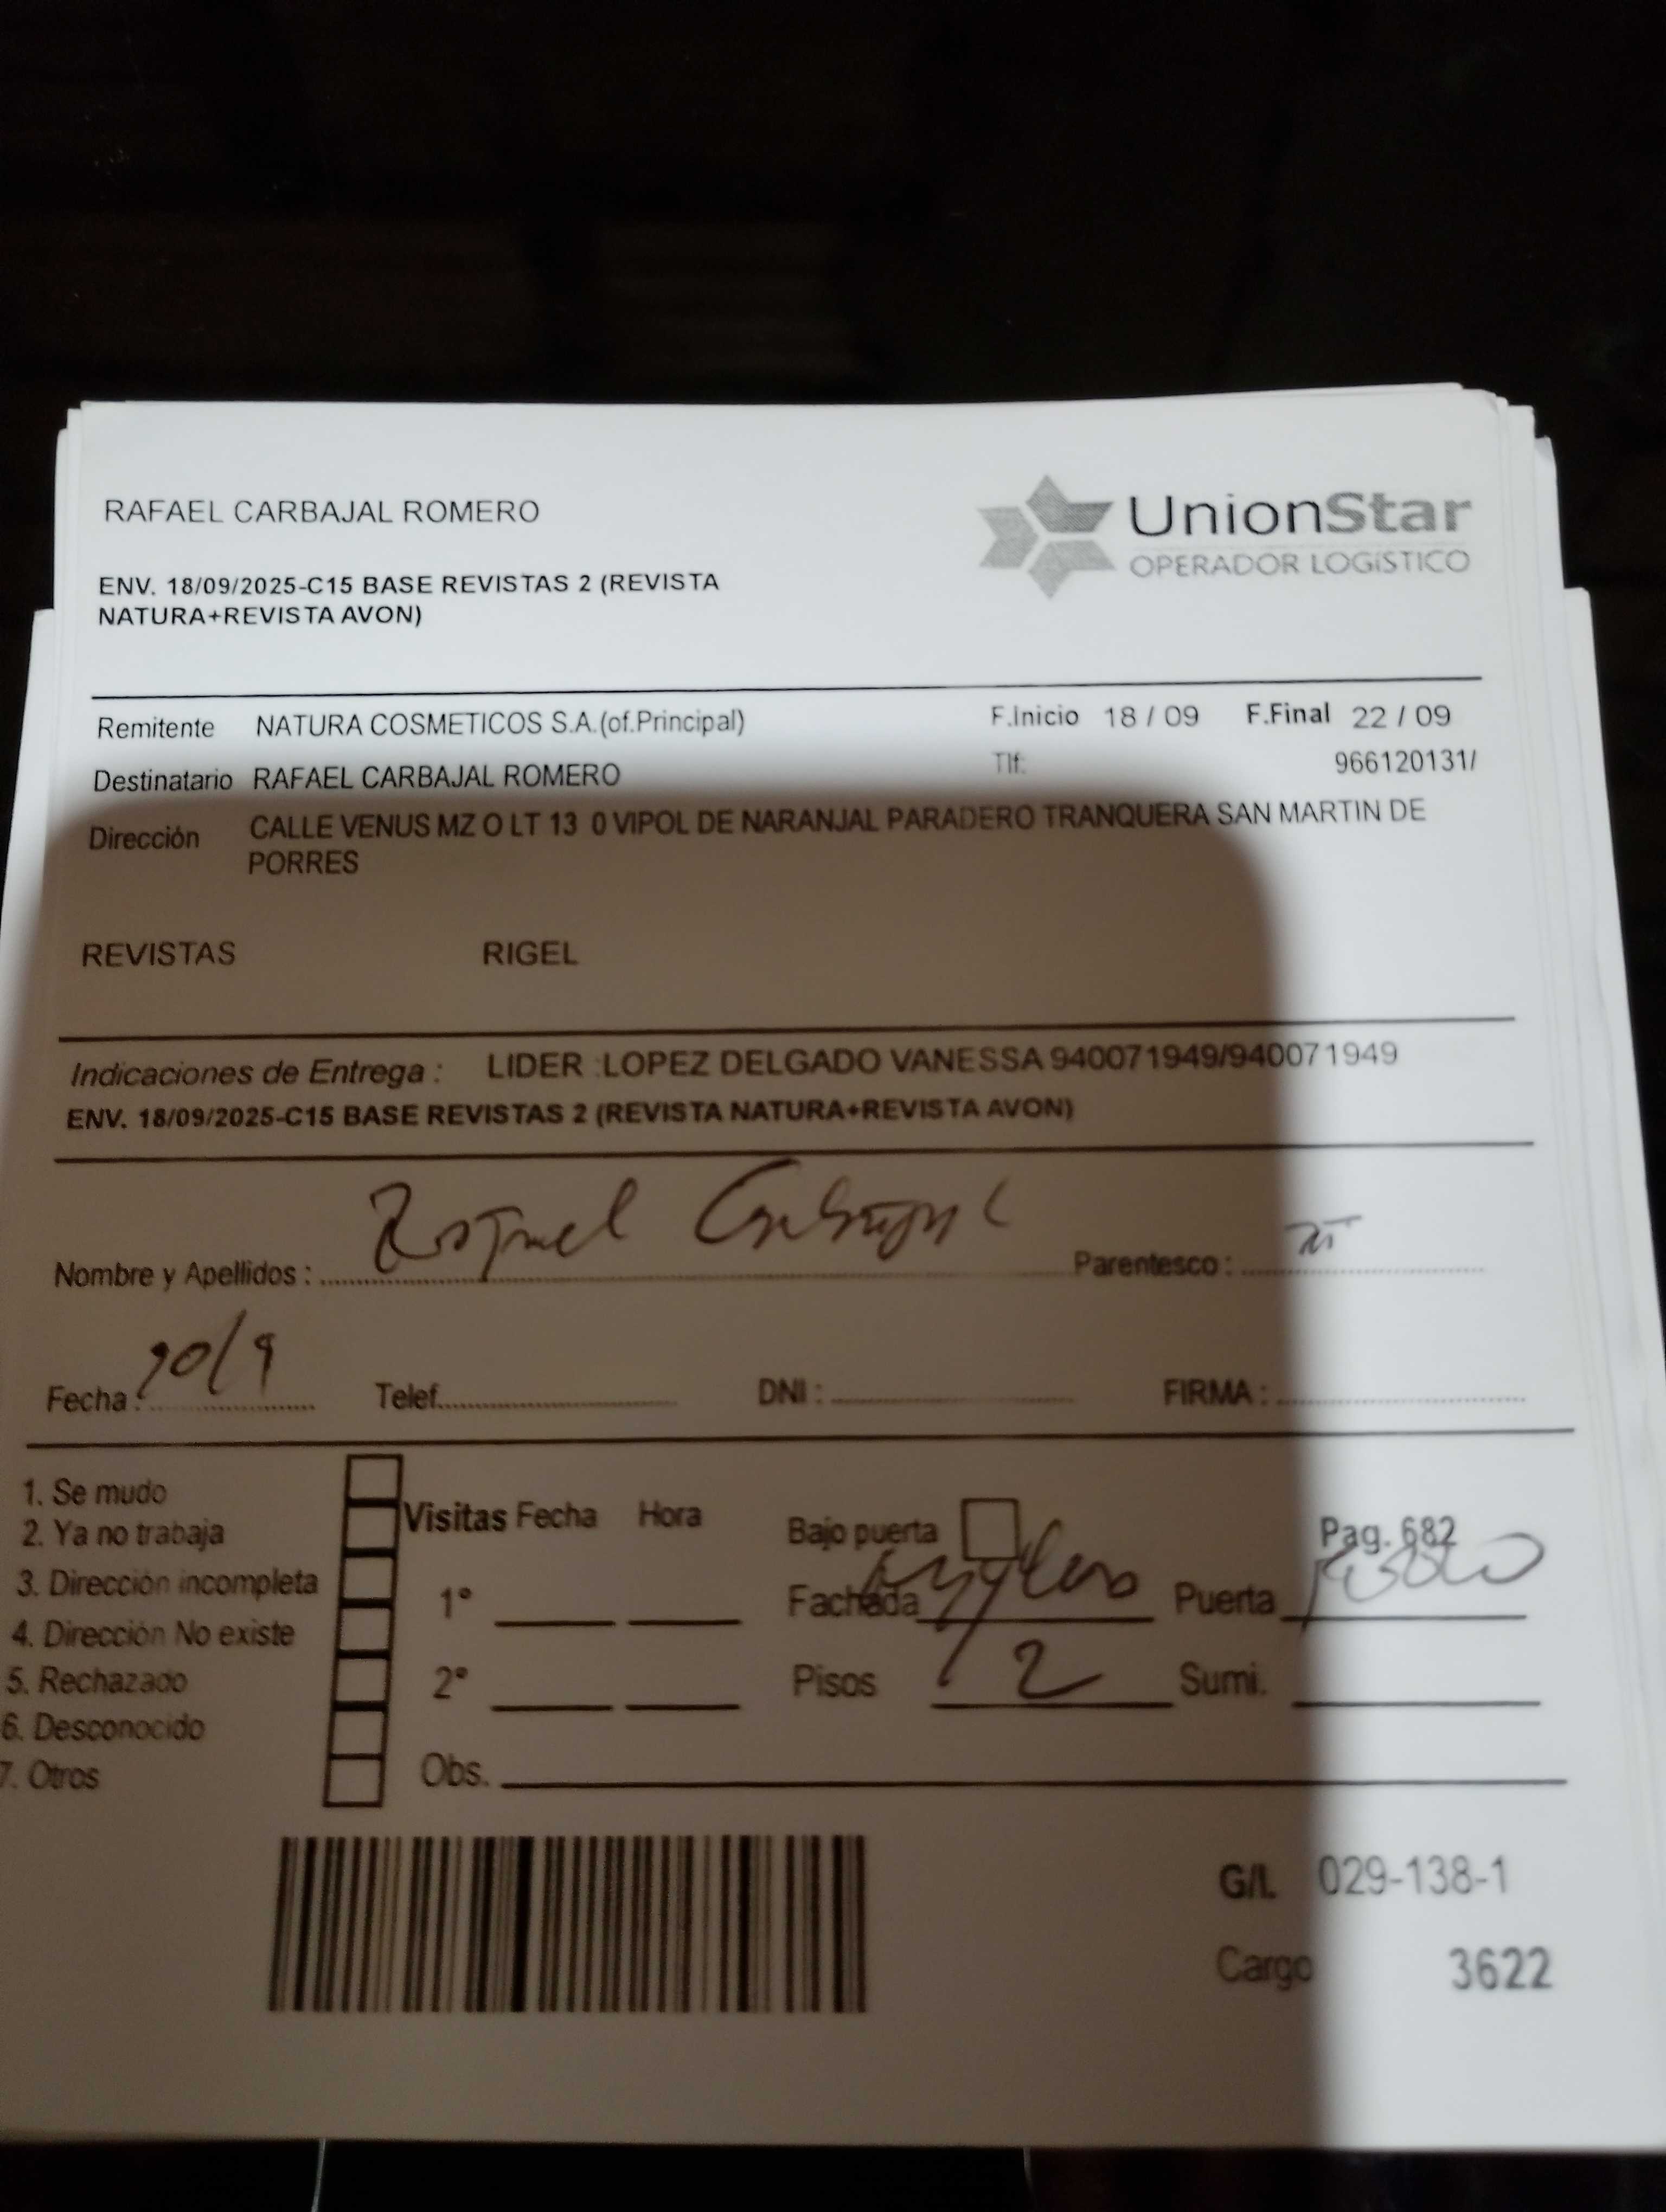 RAFAEL CARBAJAL ROMERO
UnionStar
OPERADOR LOGÍSTICO
ENV. 18/09/2025-C15 BASE REVISTAS 2 (REVISTA
NATURA+REVISTA AVON)
Remitente NATURA COSMETICOS S.A.(of.Principal) F.Inicio 18 / 09 F.Final 22 / 09
Destinatario RAFAEL CARBAJAL ROMERO Tlf: 966120131/
Dirección CALLE VENUS MZ O LT 13 0 VIPOL DE NARANJAL PARADERO TRANQUERA SAN MARTIN DE
PORRES
REVISTAS RIGEL
Indicaciones de Entrega : LIDER :LOPEZ DELGADO VANESSA 940071949/940071949
ENV. 18/09/2025-C15 BASE REVISTAS 2 (REVISTA NATURA+REVISTA AVON)
Nombre y Apellidos : Rafael Carbajal Parentesco :
Fecha : 20/9 Telef. DNI : FIRMA :
1. Se mudo
2. Ya no trabaja
3. Dirección incompleta
4. Dirección No existe
5. Rechazado
6. Desconocido
7. Otros
Visitas Fecha Hora
1°
2°
Obs.
Bajo puerta Pag. 682
Fachada Puerta
Pisos 2 Sumi.
G/I. 029-138-1
Cargo 3622